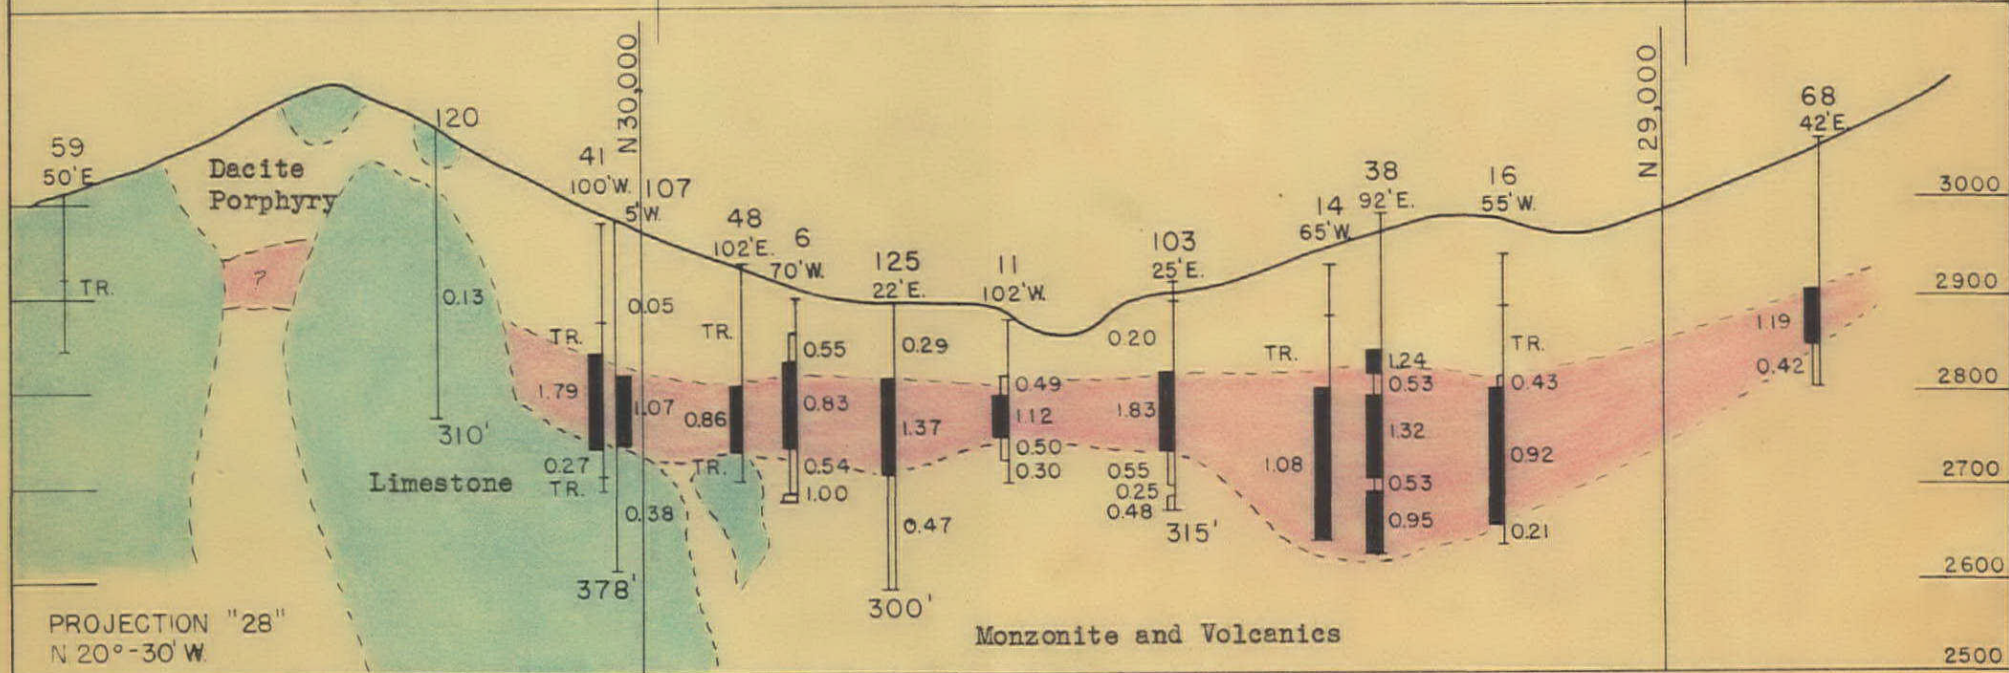 59
50'E
TR.
Dacite
Porphyry
?
120
0.13
310'
Limestone
41
100'W.
TR.
1.79
0.27
TR.
N 30,000
107
5'W.
0.05
1.07
0.38
378'
48
102'E.
TR.
0.86
TR.
6
70'W.
0.55
0.83
0.54
1.00
125
22'E.
0.29
1.37
0.47
300'
11
102'W.
0.49
1.12
0.50
0.30
103
25'E.
0.20
1.83
0.55
0.25
0.48
315'
14
65'W.
TR.
1.08
38
92'E.
1.24
0.53
1.32
0.53
0.95
16
55'W.
TR.
0.43
0.92
0.21
N 29,000
68
42'E.
1.19
0.42
3000
2900
2800
2700
2600
2500
Monzonite and Volcanics
PROJECTION "28"
N 20°-30' W.